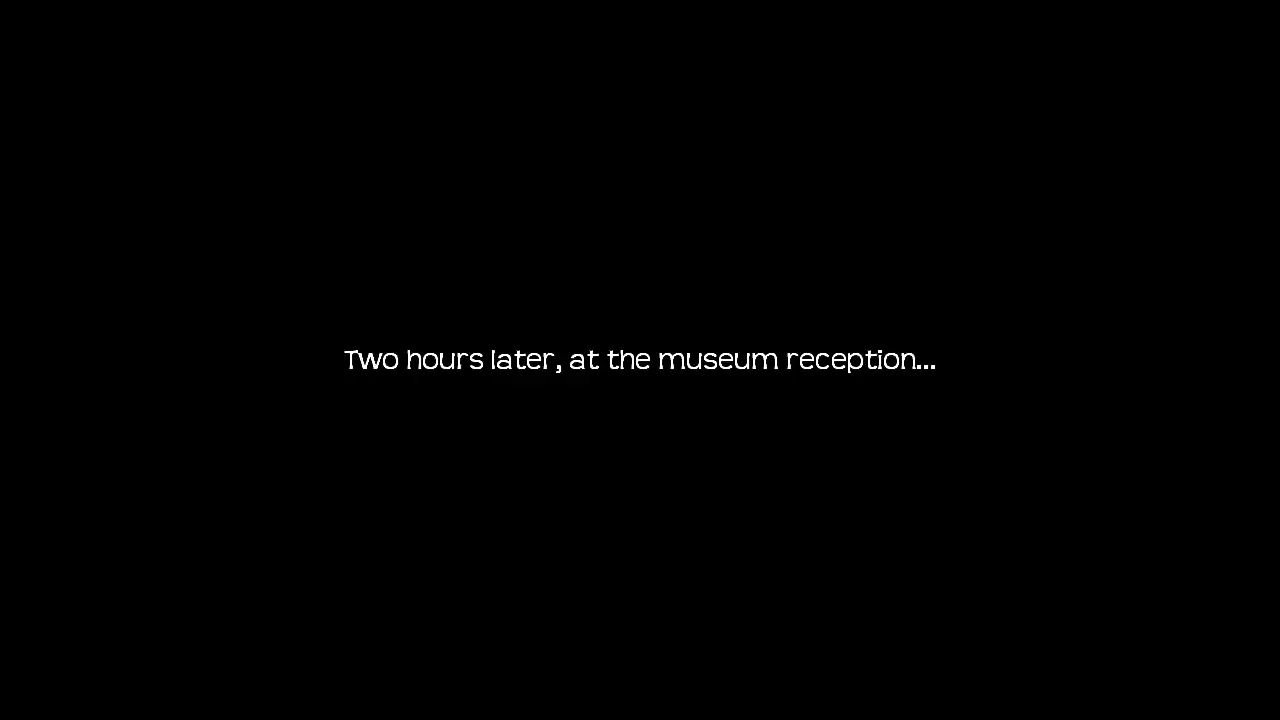 Two hours later, at the museum reception...